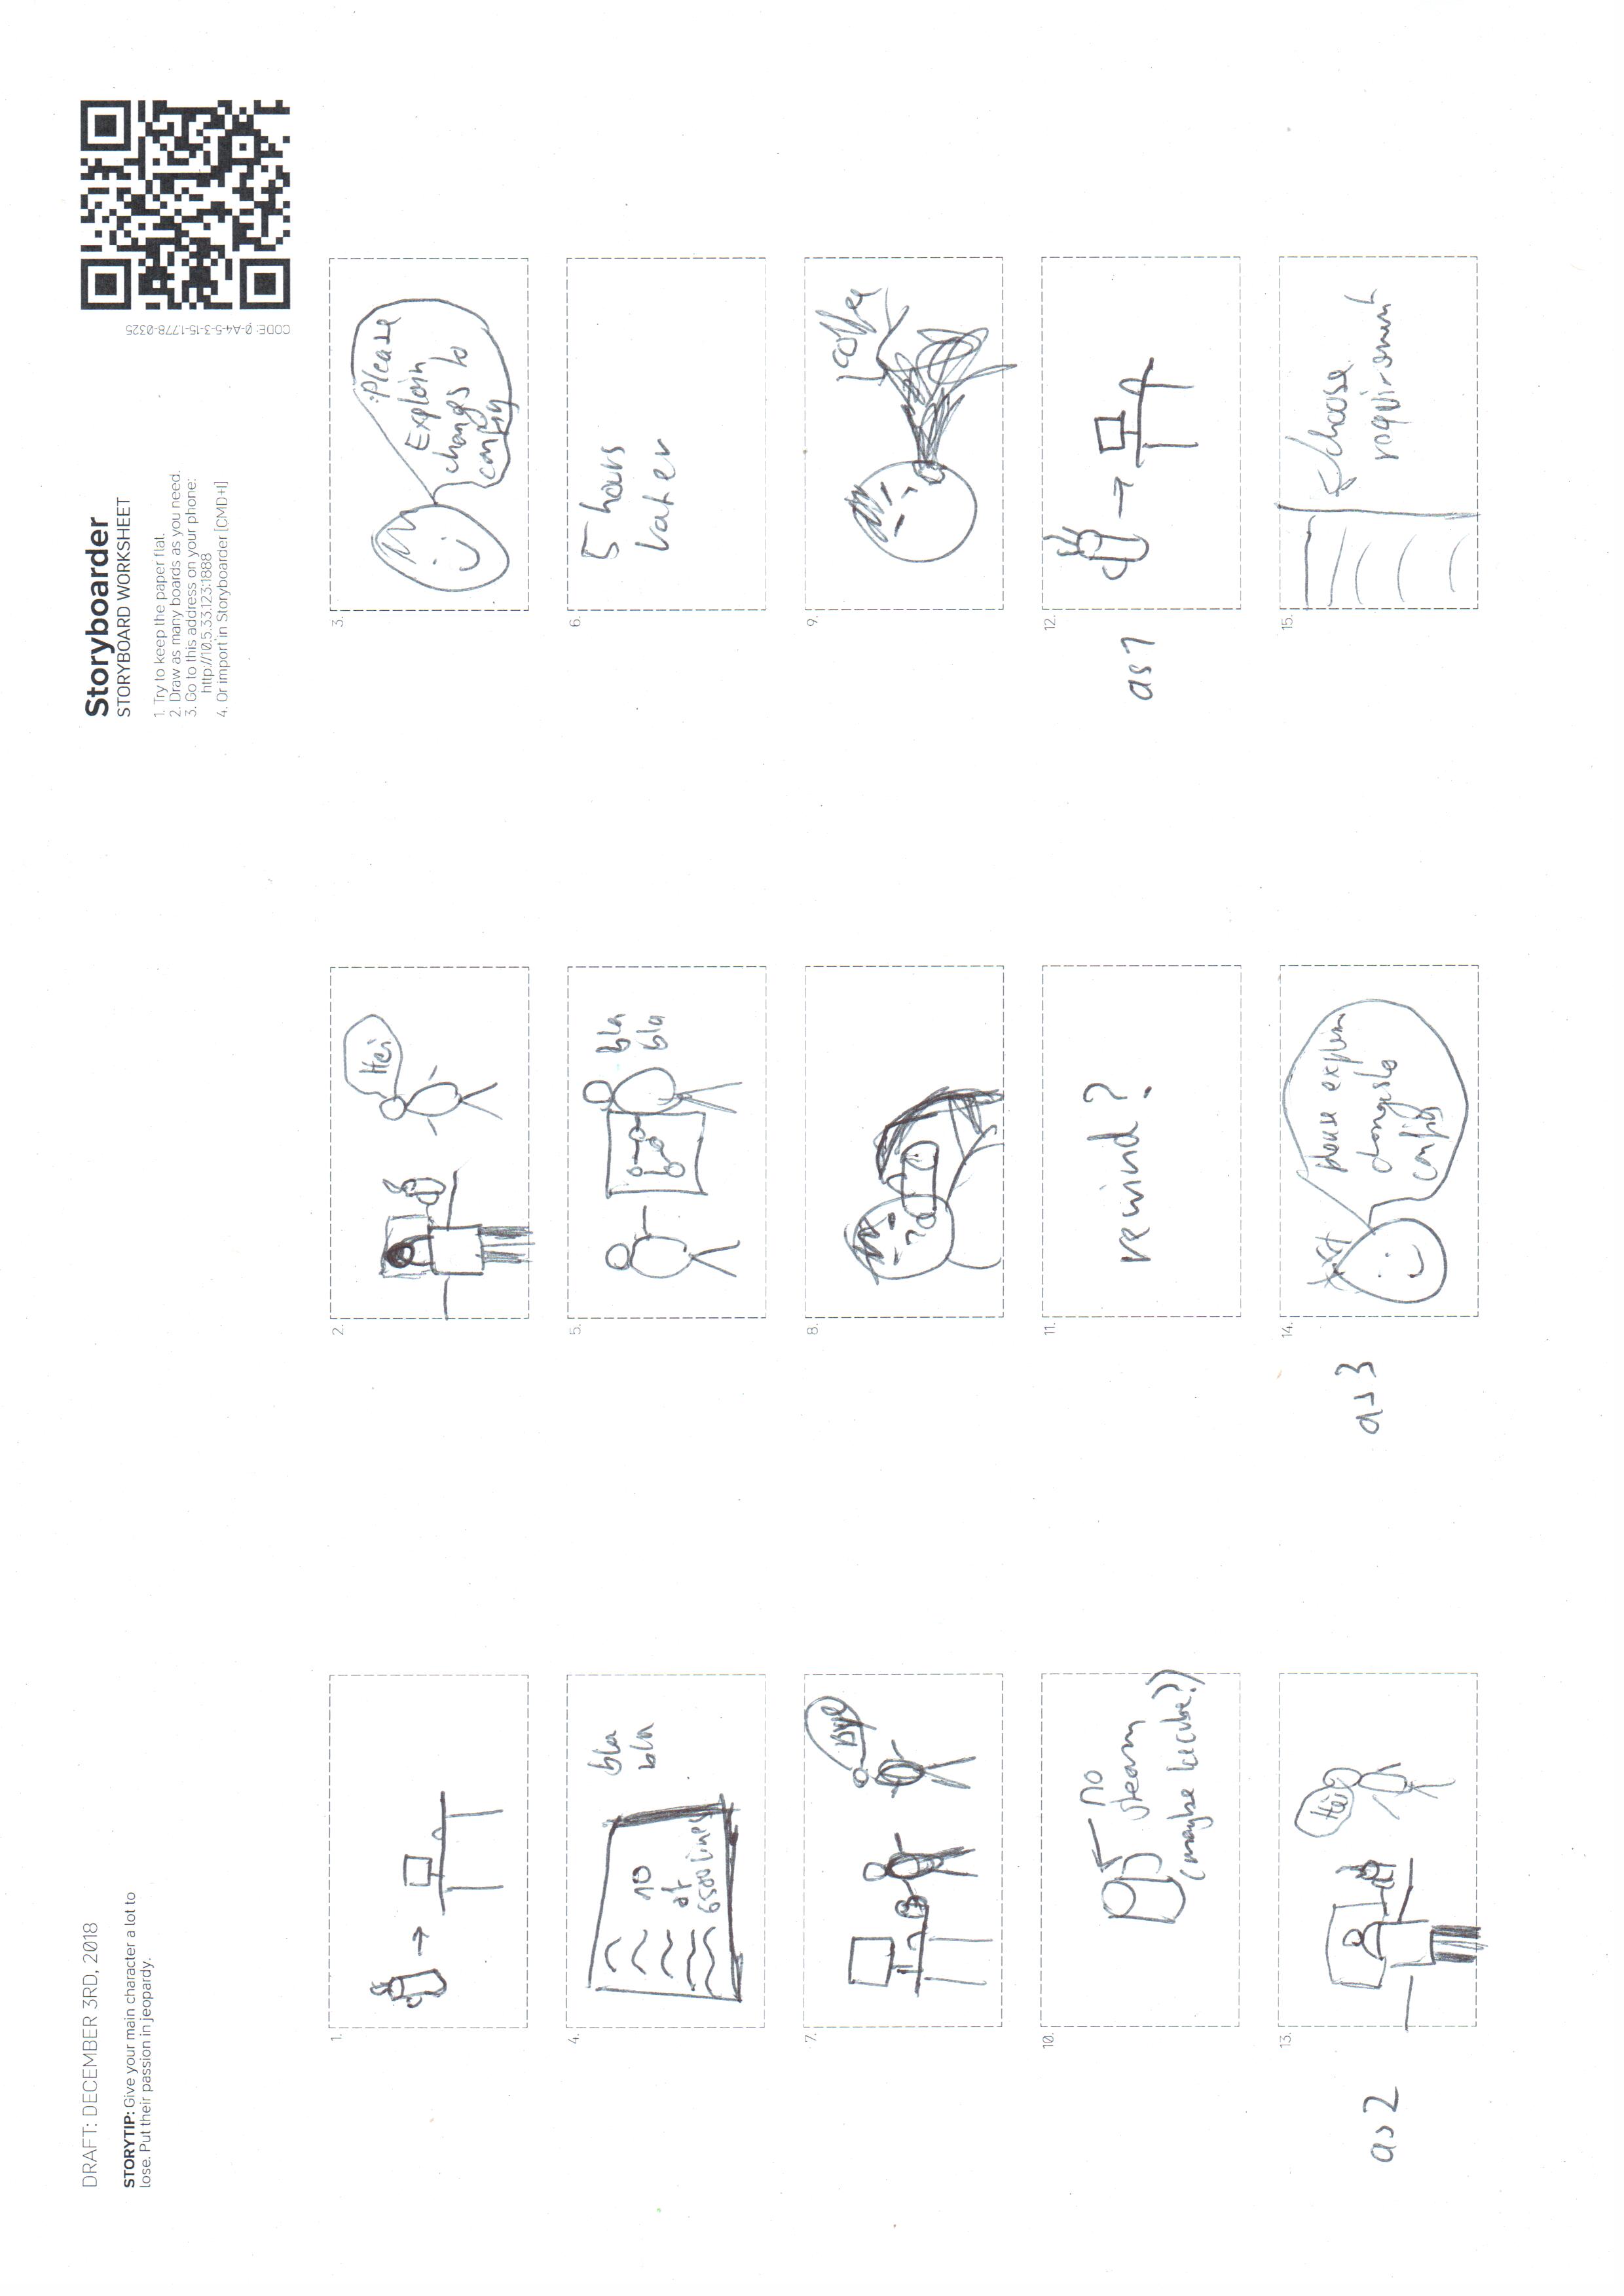 DRAFT: DECEMBER 3RD, 2018
STORYTIP: Give your main character a lot to
lose. Put their passion in jeopardy.
Storyboarder
STORYBOARD WORKSHEET
1. Try to keep the paper flat.
2. Draw as many boards as you need.
3. Go to this address on your phone:
http://10.5.33.123:1888
4. Or import in Storyboarder [CMD+I]
CODE: 0-A4-5-3-15-1.778-0325
1.
2.
Hei
3.
Please
Explain
changes to
config
4.
10
of
6500 lines
bla
bla
5.
Bla
bla
6.
5 hours
later
7.
Bye
8.
9.
coffee
10.
no
steam
(maybe Icecube?))
11.
rewind?
12.
as 1
13.
as 2
Hei
14.
as 3
please explain
changes to
config
15.
choose
requirement